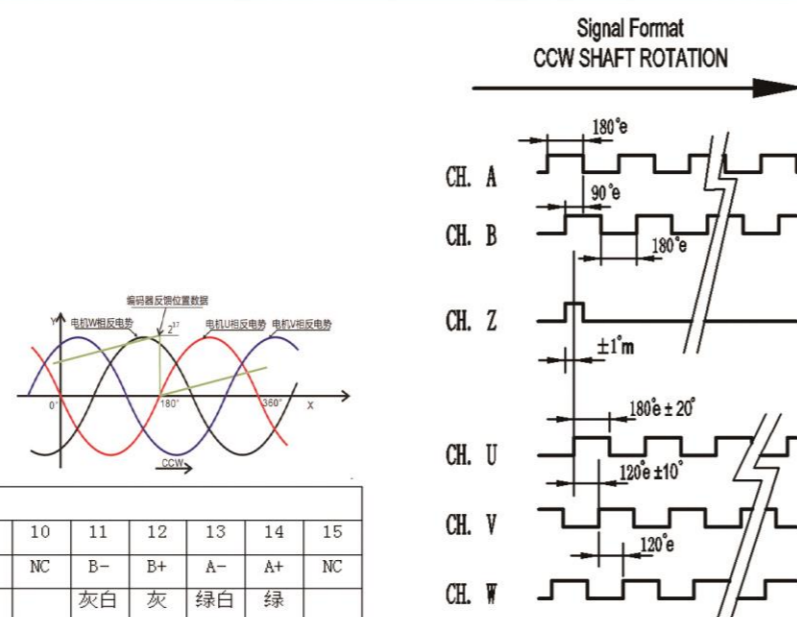 Signal Format
CCW SHAFT ROTATION
180°e
CH. A
90°e
CH. B
180°e
CH. Z
±1°m
180°e±20°
CH. U
120°e±10°
CH. V
120°e
CH. W
编码器反馈位置数据
Y
电机W相反电势
2¹⁷
电机U相反电势
电机V相反电势
0°
180°
360°
X
CCW
10 11 12 13 14 15
NC B- B+ A- A+ NC
灰白 灰 绿白 绿